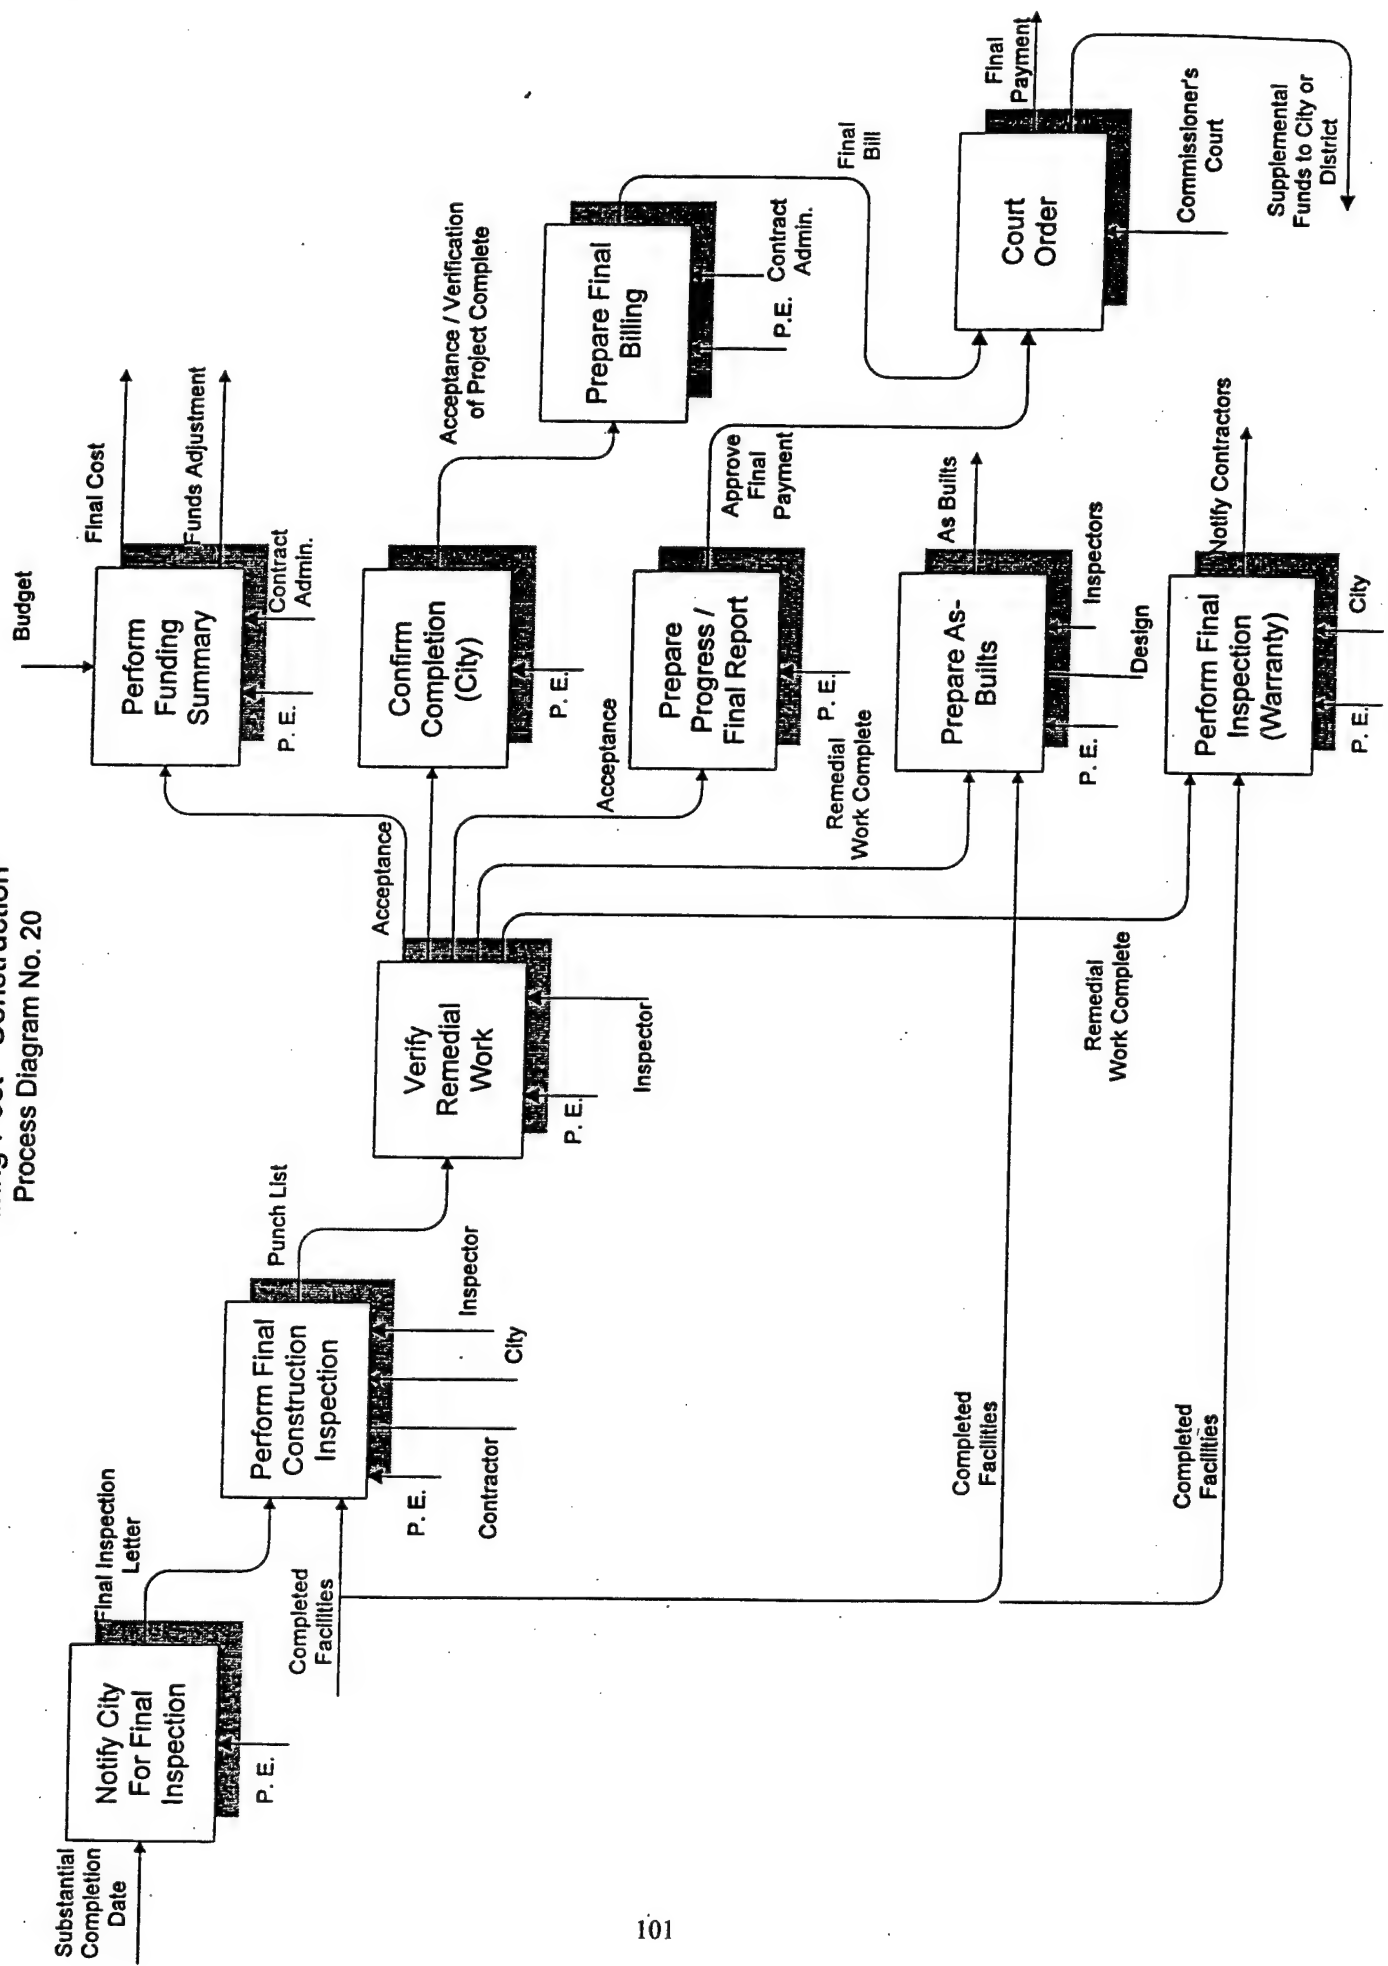 Process Diagram No. 20
Substantial
Completion
Date
Notify City
For Final
Inspection
P. E.
Final Inspection
Letter
Completed
Facilities
Perform Final
Construction
Inspection
P. E.
Contractor
City
Inspector
Punch List
Verify
Remedial
Work
P. E.
Inspector
Acceptance
Acceptance
Remedial
Work Complete
Remedial
Work Complete
Completed
Facilities
Completed
Facilities
Budget
Perform
Funding
Summary
P. E.
Contract
Admin.
Final Cost
Funds Adjustment
Confirm
Completion
(City)
P. E.
Acceptance / Verification
of Project Complete
Prepare
Progress /
Final Report
P. E.
Approve
Final
Payment
Prepare As-
Builts
P. E.
Design
Inspectors
As Builts
Perform Final
Inspection
(Warranty)
P. E.
City
Notify Contractors
Prepare Final
Billing
P.E.
Contract
Admin.
Final
Bill
Court
Order
Commissioner's
Court
Final
Payment
Supplemental
Funds to City or
District
101